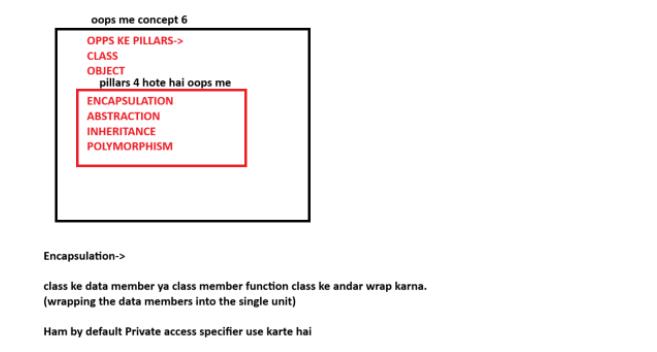 oops me concept 6
OPPS KE PILLARS->
CLASS
OBJECT
pillars 4 hote hai oops me
ENCAPSULATION
ABSTRACTION
INHERITANCE
POLYMORPHISM
Encapsulation->
class ke data member ya class member function class ke andar wrap karna.
(wrapping the data members into the single unit)
Ham by default Private access specifier use karte hai